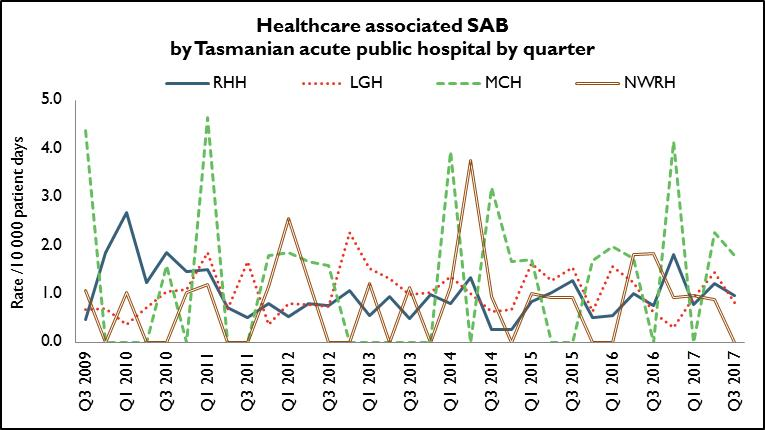 Healthcare associated SAB
by Tasmanian acute public hospital by quarter
RHH LGH MCH NWRH
Rate /10 000 patient days
5.0
4.0
3.0
2.0
1.0
0.0
Q3 2009
Q1 2010
Q3 2010
Q1 2011
Q3 2011
Q1 2012
Q3 2012
Q1 2013
Q3 2013
Q1 2014
Q3 2014
Q1 2015
Q3 2015
Q1 2016
Q3 2016
Q1 2017
Q3 2017